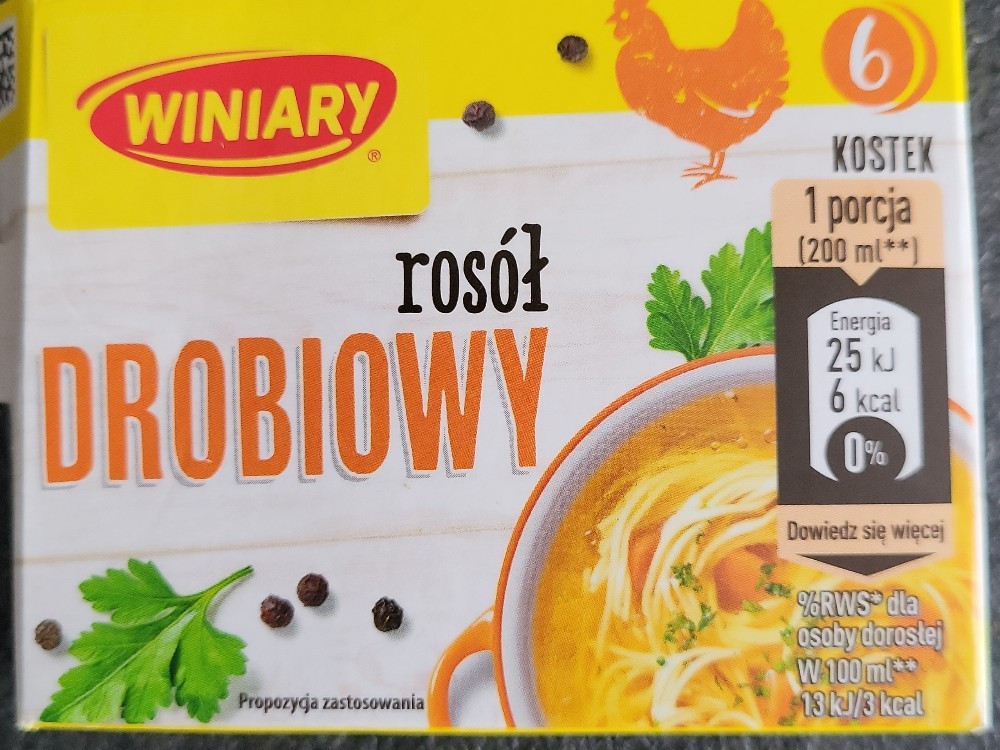 WINIARY
®
6
KOSTEK
rosół
DROBIOWY
1 porcja
(200 ml**)
Energia
25 kJ
6 kcal
0%
Dowiedz się więcej
%RWS* dla
osoby dorosłej
W 100 ml**
13 kJ/3 kcal
Propozycja zastosowania